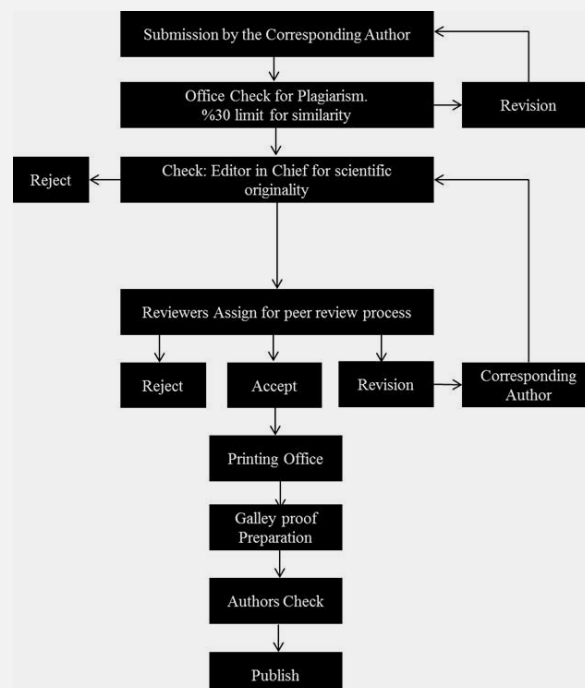 Submission by the Corresponding Author
Office Check for Plagiarism.
%30 limit for similarity
Revision
Reject
Check: Editor in Chief for scientific
originality
Reviewers Assign for peer review process
Reject
Accept
Revision
Corresponding
Author
Printing Office
Galley proof
Preparation
Authors Check
Publish